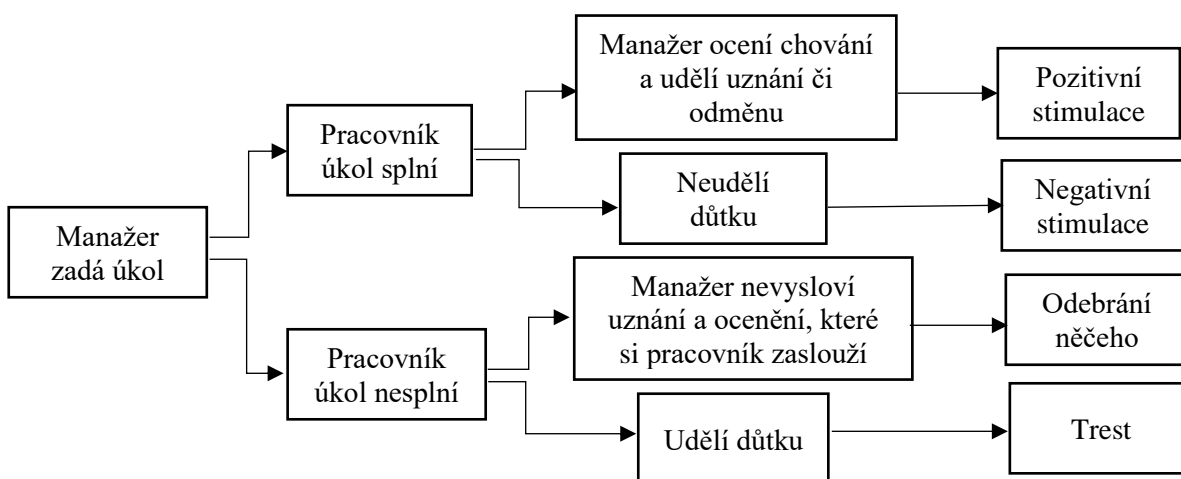 Manažer
zadá úkol
Pracovník
úkol splní
Manažer ocení chování
a udělí uznání či
odměnu
Pozitivní
stimulace
Neudělí
důtku
Negativní
stimulace
Pracovník
úkol nesplní
Manažer nevysloví
uznání a ocenění, které
si pracovník zaslouží
Odebrání
něčeho
Udělí důtku
Trest